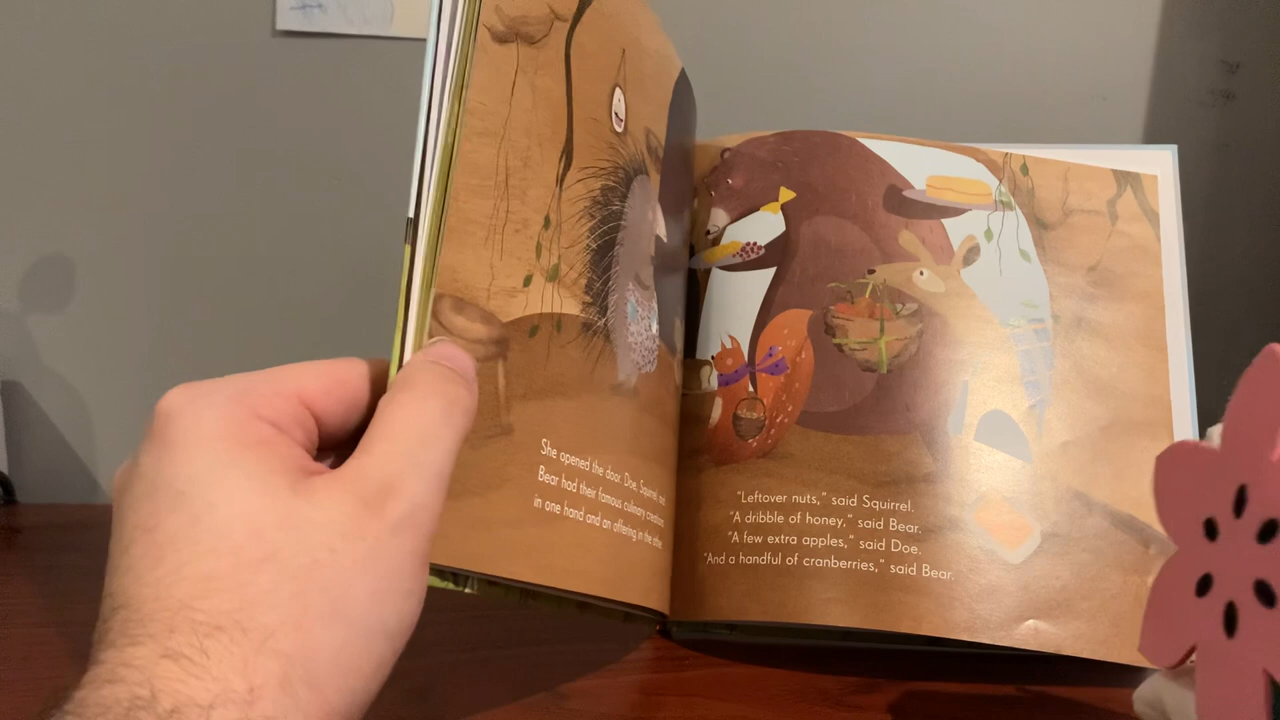 She opened the door. Doe, Squirrel, and
Bear had their famous culinary creations
in one hand and an offering in the other.
"Leftover nuts," said Squirrel.
"A dribble of honey," said Bear.
"A few extra apples," said Doe.
"And a handful of cranberries," said Bear.